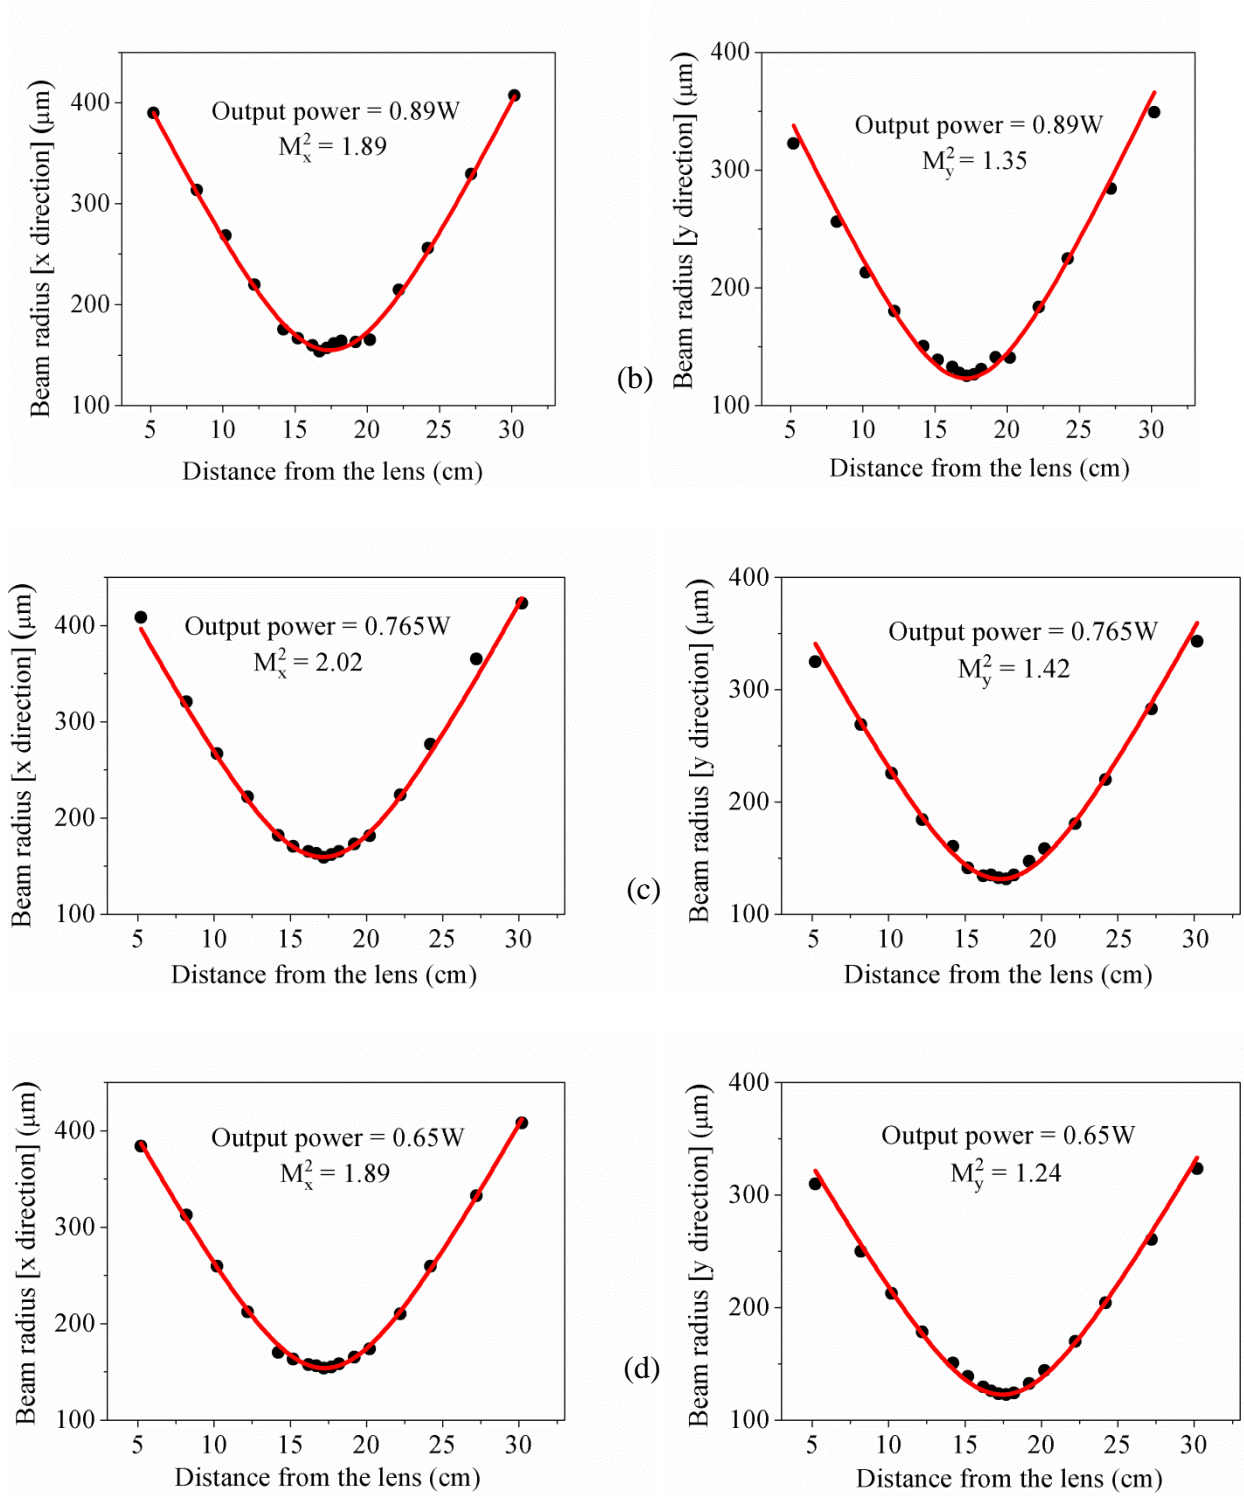 Beam radius [x direction] (μm)
400
300
200
100
Output power = 0.89W
M²ₓ = 1.89
5 10 15 20 25 30
Distance from the lens (cm)
(b)
Beam radius [y direction] (μm)
400
300
200
100
Output power = 0.89W
M²y = 1.35
5 10 15 20 25 30
Distance from the lens (cm)
Beam radius [x direction] (μm)
400
300
200
100
Output power = 0.765W
M²ₓ = 2.02
5 10 15 20 25 30
Distance from the lens (cm)
(c)
Beam radius [y direction] (μm)
400
300
200
100
Output power = 0.765W
M²y = 1.42
5 10 15 20 25 30
Distance from the lens (cm)
Beam radius [x direction] (μm)
400
300
200
100
Output power = 0.65W
M²ₓ = 1.89
5 10 15 20 25 30
Distance from the lens (cm)
(d)
Beam radius [y direction] (μm)
400
300
200
100
Output power = 0.65W
M²y = 1.24
5 10 15 20 25 30
Distance from the lens (cm)